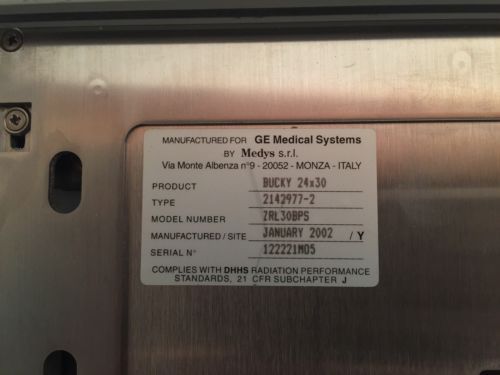 MANUFACTURED FOR GE Medical Systems
BY Medys s.r.l.
Via Monte Albenza n°9 - 20052 - MONZA - ITALY
PRODUCT BUCKY 24x30
TYPE 2142977-2
MODEL NUMBER ZRL30BPS
MANUFACTURED / SITE JANUARY 2002 / Y
SERIAL N° 122221M05
COMPLIES WITH DHHS RADIATION PERFORMANCE
STANDARDS, 21 CFR SUBCHAPTER J